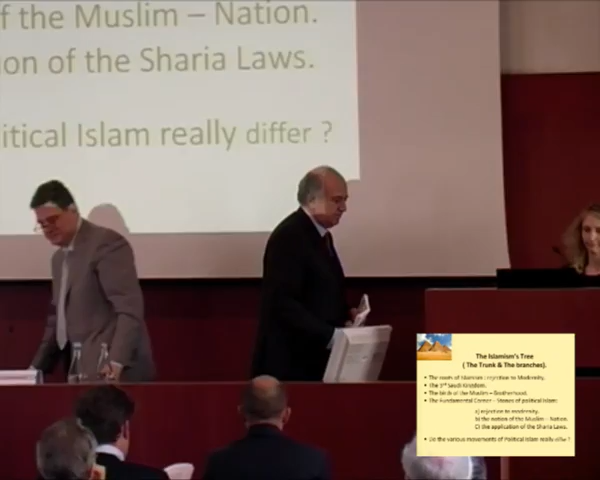 f the Muslim – Nation.
ion of the Sharia Laws.
itical Islam really differ ?
The Islamism's Tree
( The Trunk & The branches).
• The roots of Islamism : rejection to Modernity.
• The 3rd Saudi Kingdom.
• The birth of the Muslim – Brotherhood.
• The Fundamental Corner - Stones of political Islam:
a) rejection to modernity.
b) the notion of the Muslim – Nation.
C) the application of the Sharia Laws.
• Do the various movements of Political Islam really differ ?